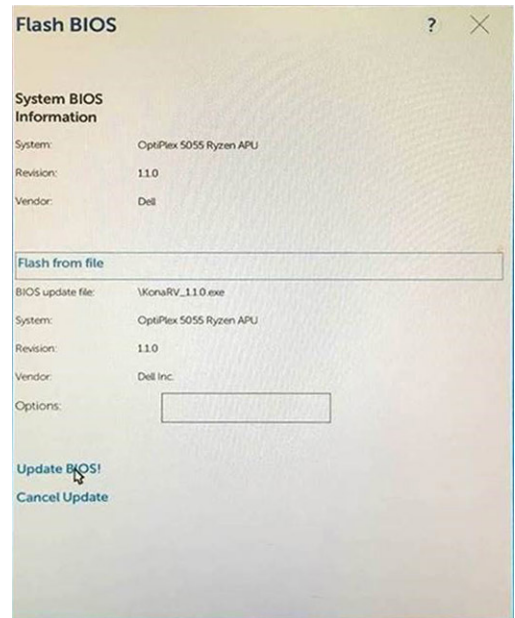 Flash BIOS ?
System BIOS
Information
System: OptiPlex 5055 Ryzen APU
Revision: 1.1.0
Vendor: Dell
Flash from file
BIOS update file: \KonaRV_1.1.0.exe
System: OptiPlex 5055 Ryzen APU
Revision: 1.1.0
Vendor: Dell Inc.
Options:
Update BIOS!
Cancel Update